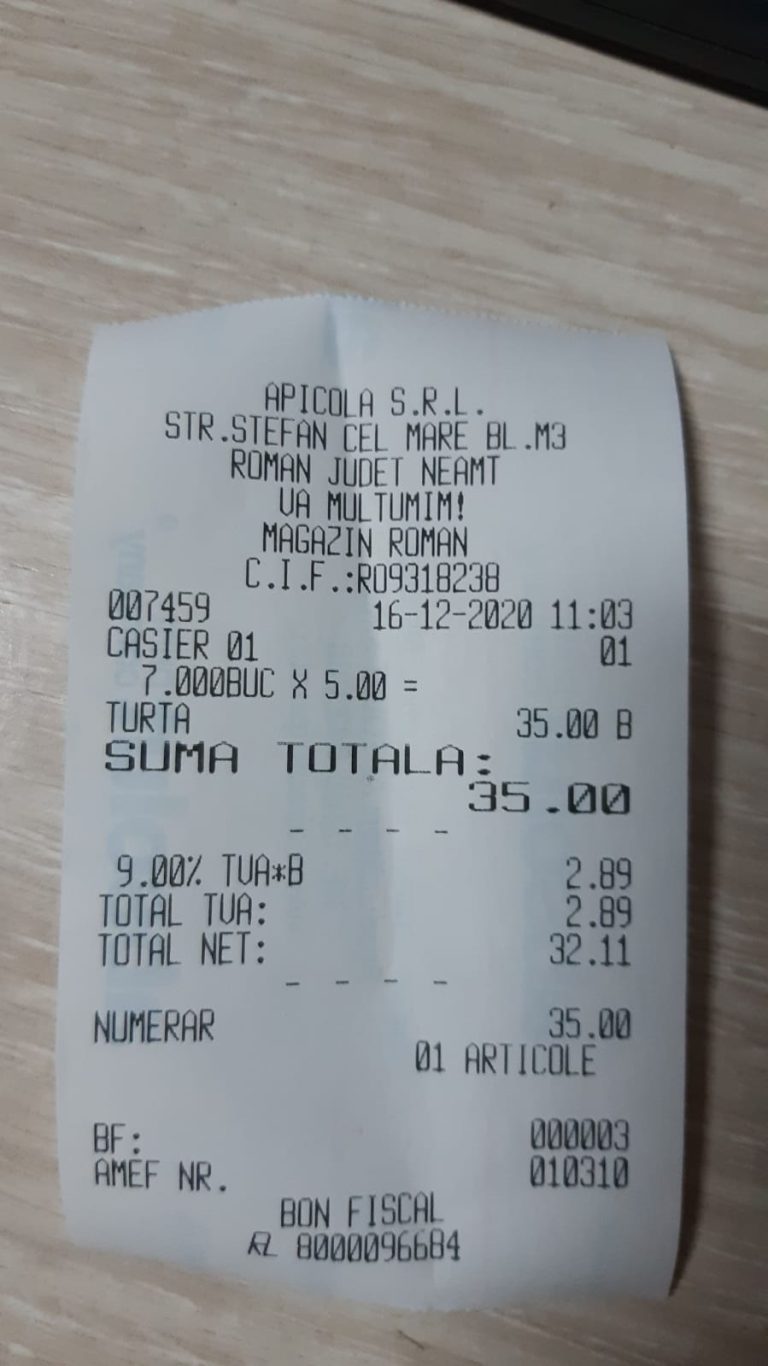 APICOLA S.R.L.
STR.STEFAN CEL MARE BL.M3
ROMAN JUDET NEAMT
VA MULTUMIM!
MAGAZIN ROMAN
C.I.F.:RO9318238
007459 16-12-2020 11:03
CASIER 01 01
7.000BUC X 5.00 =
TURTA 35.00 B
SUMA TOTALA:
35.00
- - - -
9.00% TVA*B 2.89
TOTAL TVA: 2.89
TOTAL NET: 32.11
- - - -
NUMERAR 35.00
01 ARTICOLE
BF: 000003
AMEF NR. 010310
BON FISCAL
8000096684